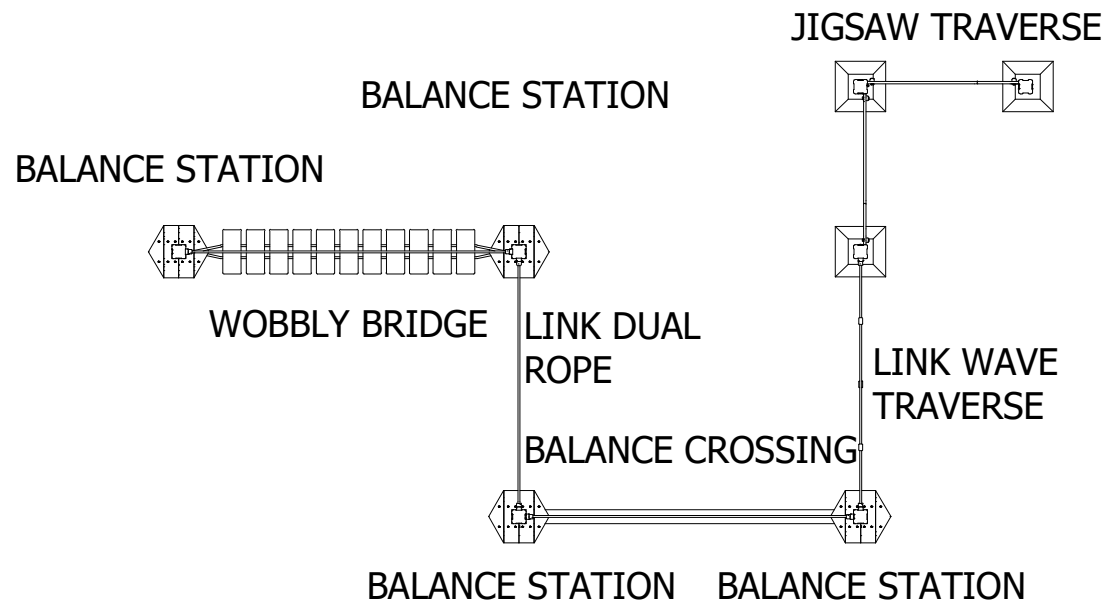 JIGSAW TRAVERSE
BALANCE STATION
BALANCE STATION
WOBBLY BRIDGE
LINK DUAL
ROPE
LINK WAVE
TRAVERSE
BALANCE CROSSING
BALANCE STATION
BALANCE STATION